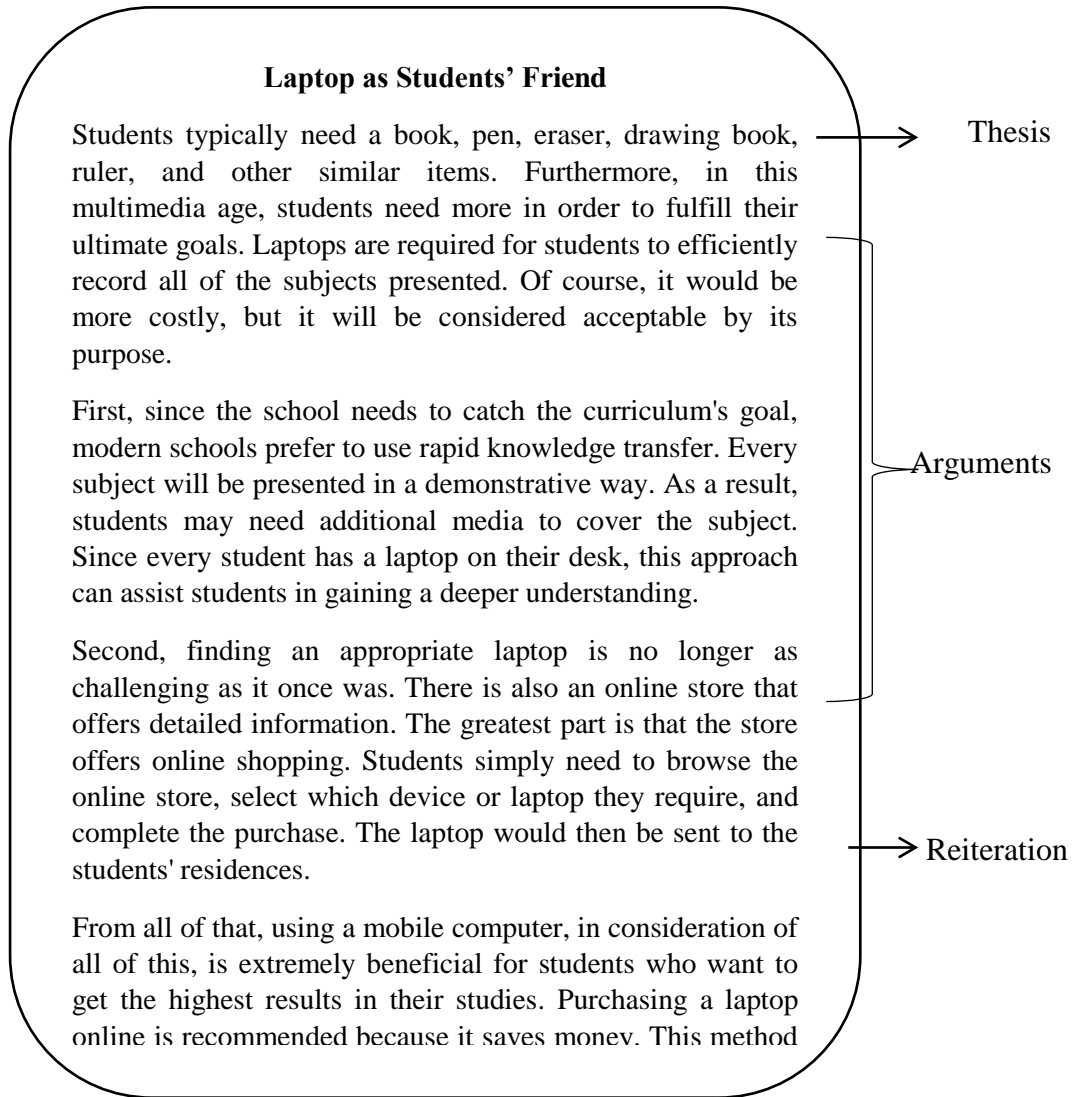 Laptop as Students’ Friend
Students typically need a book, pen, eraser, drawing book,
ruler, and other similar items. Furthermore, in this
multimedia age, students need more in order to fulfill their
ultimate goals. Laptops are required for students to efficiently
record all of the subjects presented. Of course, it would be
more costly, but it will be considered acceptable by its
purpose.
First, since the school needs to catch the curriculum's goal,
modern schools prefer to use rapid knowledge transfer. Every
subject will be presented in a demonstrative way. As a result,
students may need additional media to cover the subject.
Since every student has a laptop on their desk, this approach
can assist students in gaining a deeper understanding.
Second, finding an appropriate laptop is no longer as
challenging as it once was. There is also an online store that
offers detailed information. The greatest part is that the store
offers online shopping. Students simply need to browse the
online store, select which device or laptop they require, and
complete the purchase. The laptop would then be sent to the
students' residences.
From all of that, using a mobile computer, in consideration of
all of this, is extremely beneficial for students who want to
get the highest results in their studies. Purchasing a laptop
online is recommended because it saves money. This method
Thesis
Arguments
Reiteration